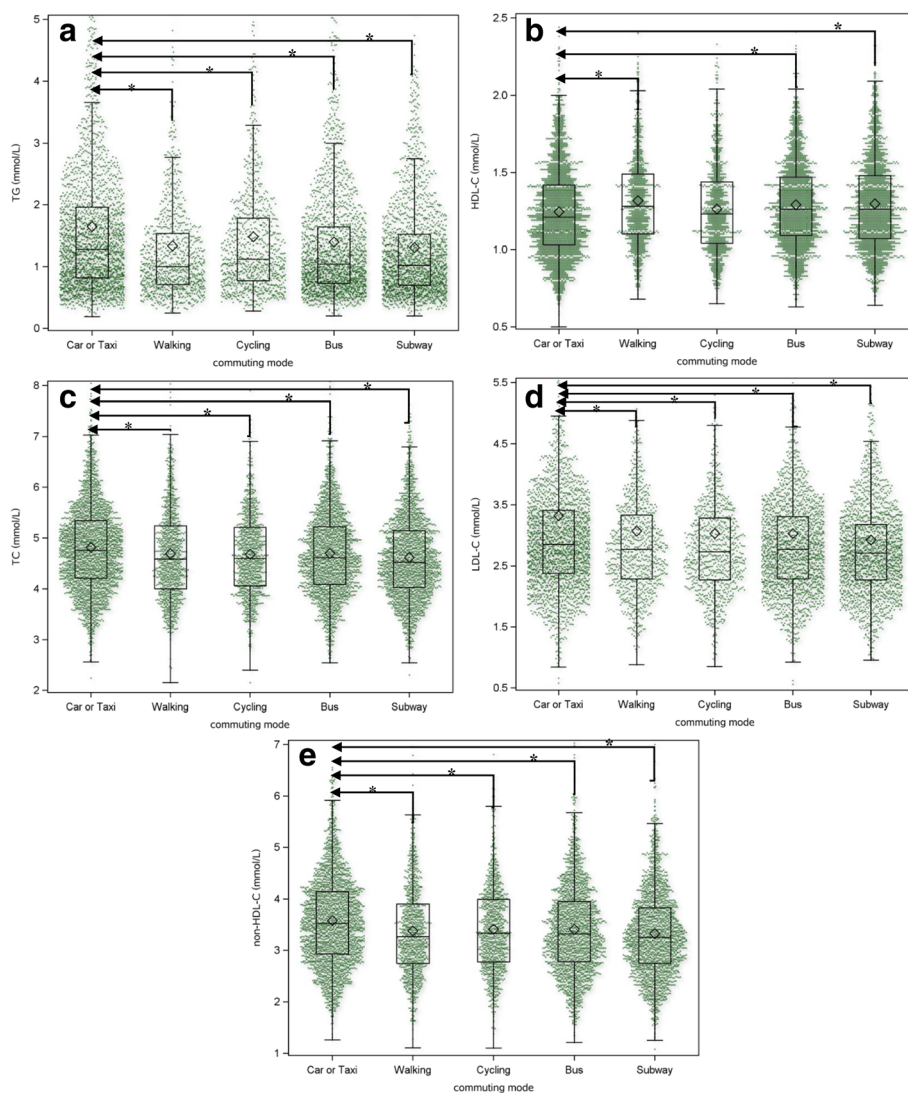 a
TG (mmol/L)
5
4
3
2
1
0
* * * *
Car or Taxi Walking Cycling Bus Subway
commuting mode
b
HDL-C (mmol/L)
2.5
2.0
1.5
1.0
0.5
* * *
Car or Taxi Walking Cycling Bus Subway
commuting mode
c
TC (mmol/L)
8
7
6
5
4
3
2
* * * *
Car or Taxi Walking Cycling Bus Subway
commuting mode
d
LDL-C (mmol/L)
5.5
4.5
3.5
2.5
1.5
0.5
* * * *
Car or Taxi Walking Cycling Bus Subway
commuting mode
e
non-HDL-C (mmol/L)
7
6
5
4
3
2
1
* * * *
Car or Taxi Walking Cycling Bus Subway
commuting mode